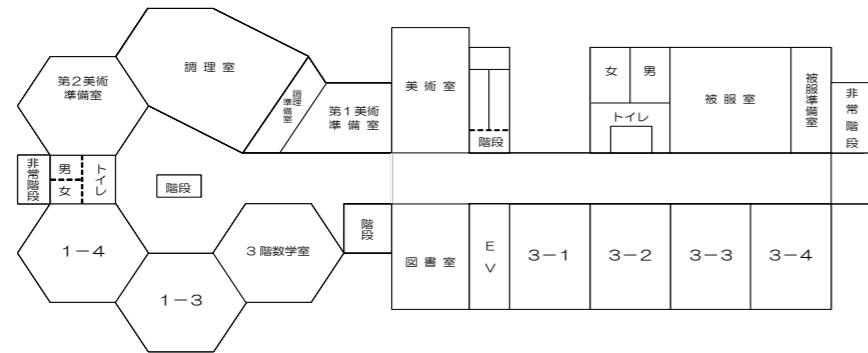 調理室
第2美術
準備室
調理
準備室
第1美術
準備室
美術室
階段
女
男
トイレ
被服室
被服準備室
非常階段
非常階段
男
女
トイレ
階段
1-4
1-3
3階数学室
階段
図書室
EV
3-1
3-2
3-3
3-4